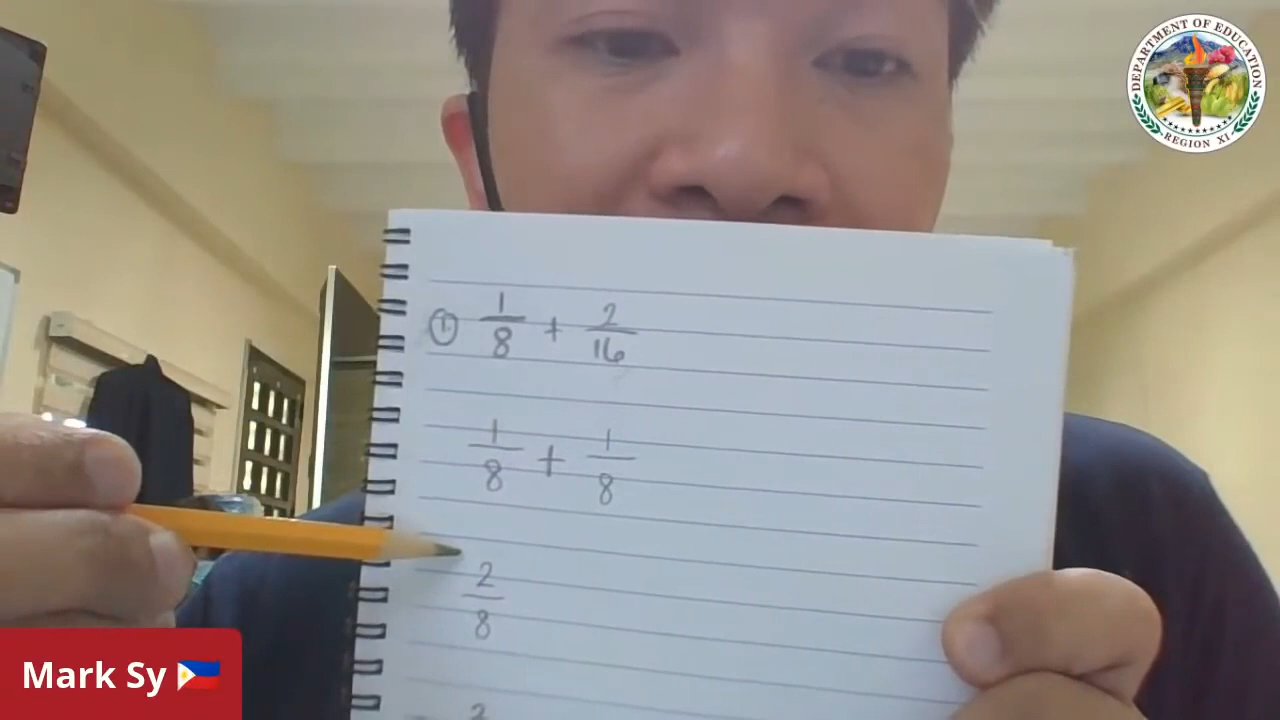 DEPARTMENT OF EDUCATION
REGION XI
① 1/8 + 2/16
1/8 + 1/8
2/8
Mark Sy 🇵🇭